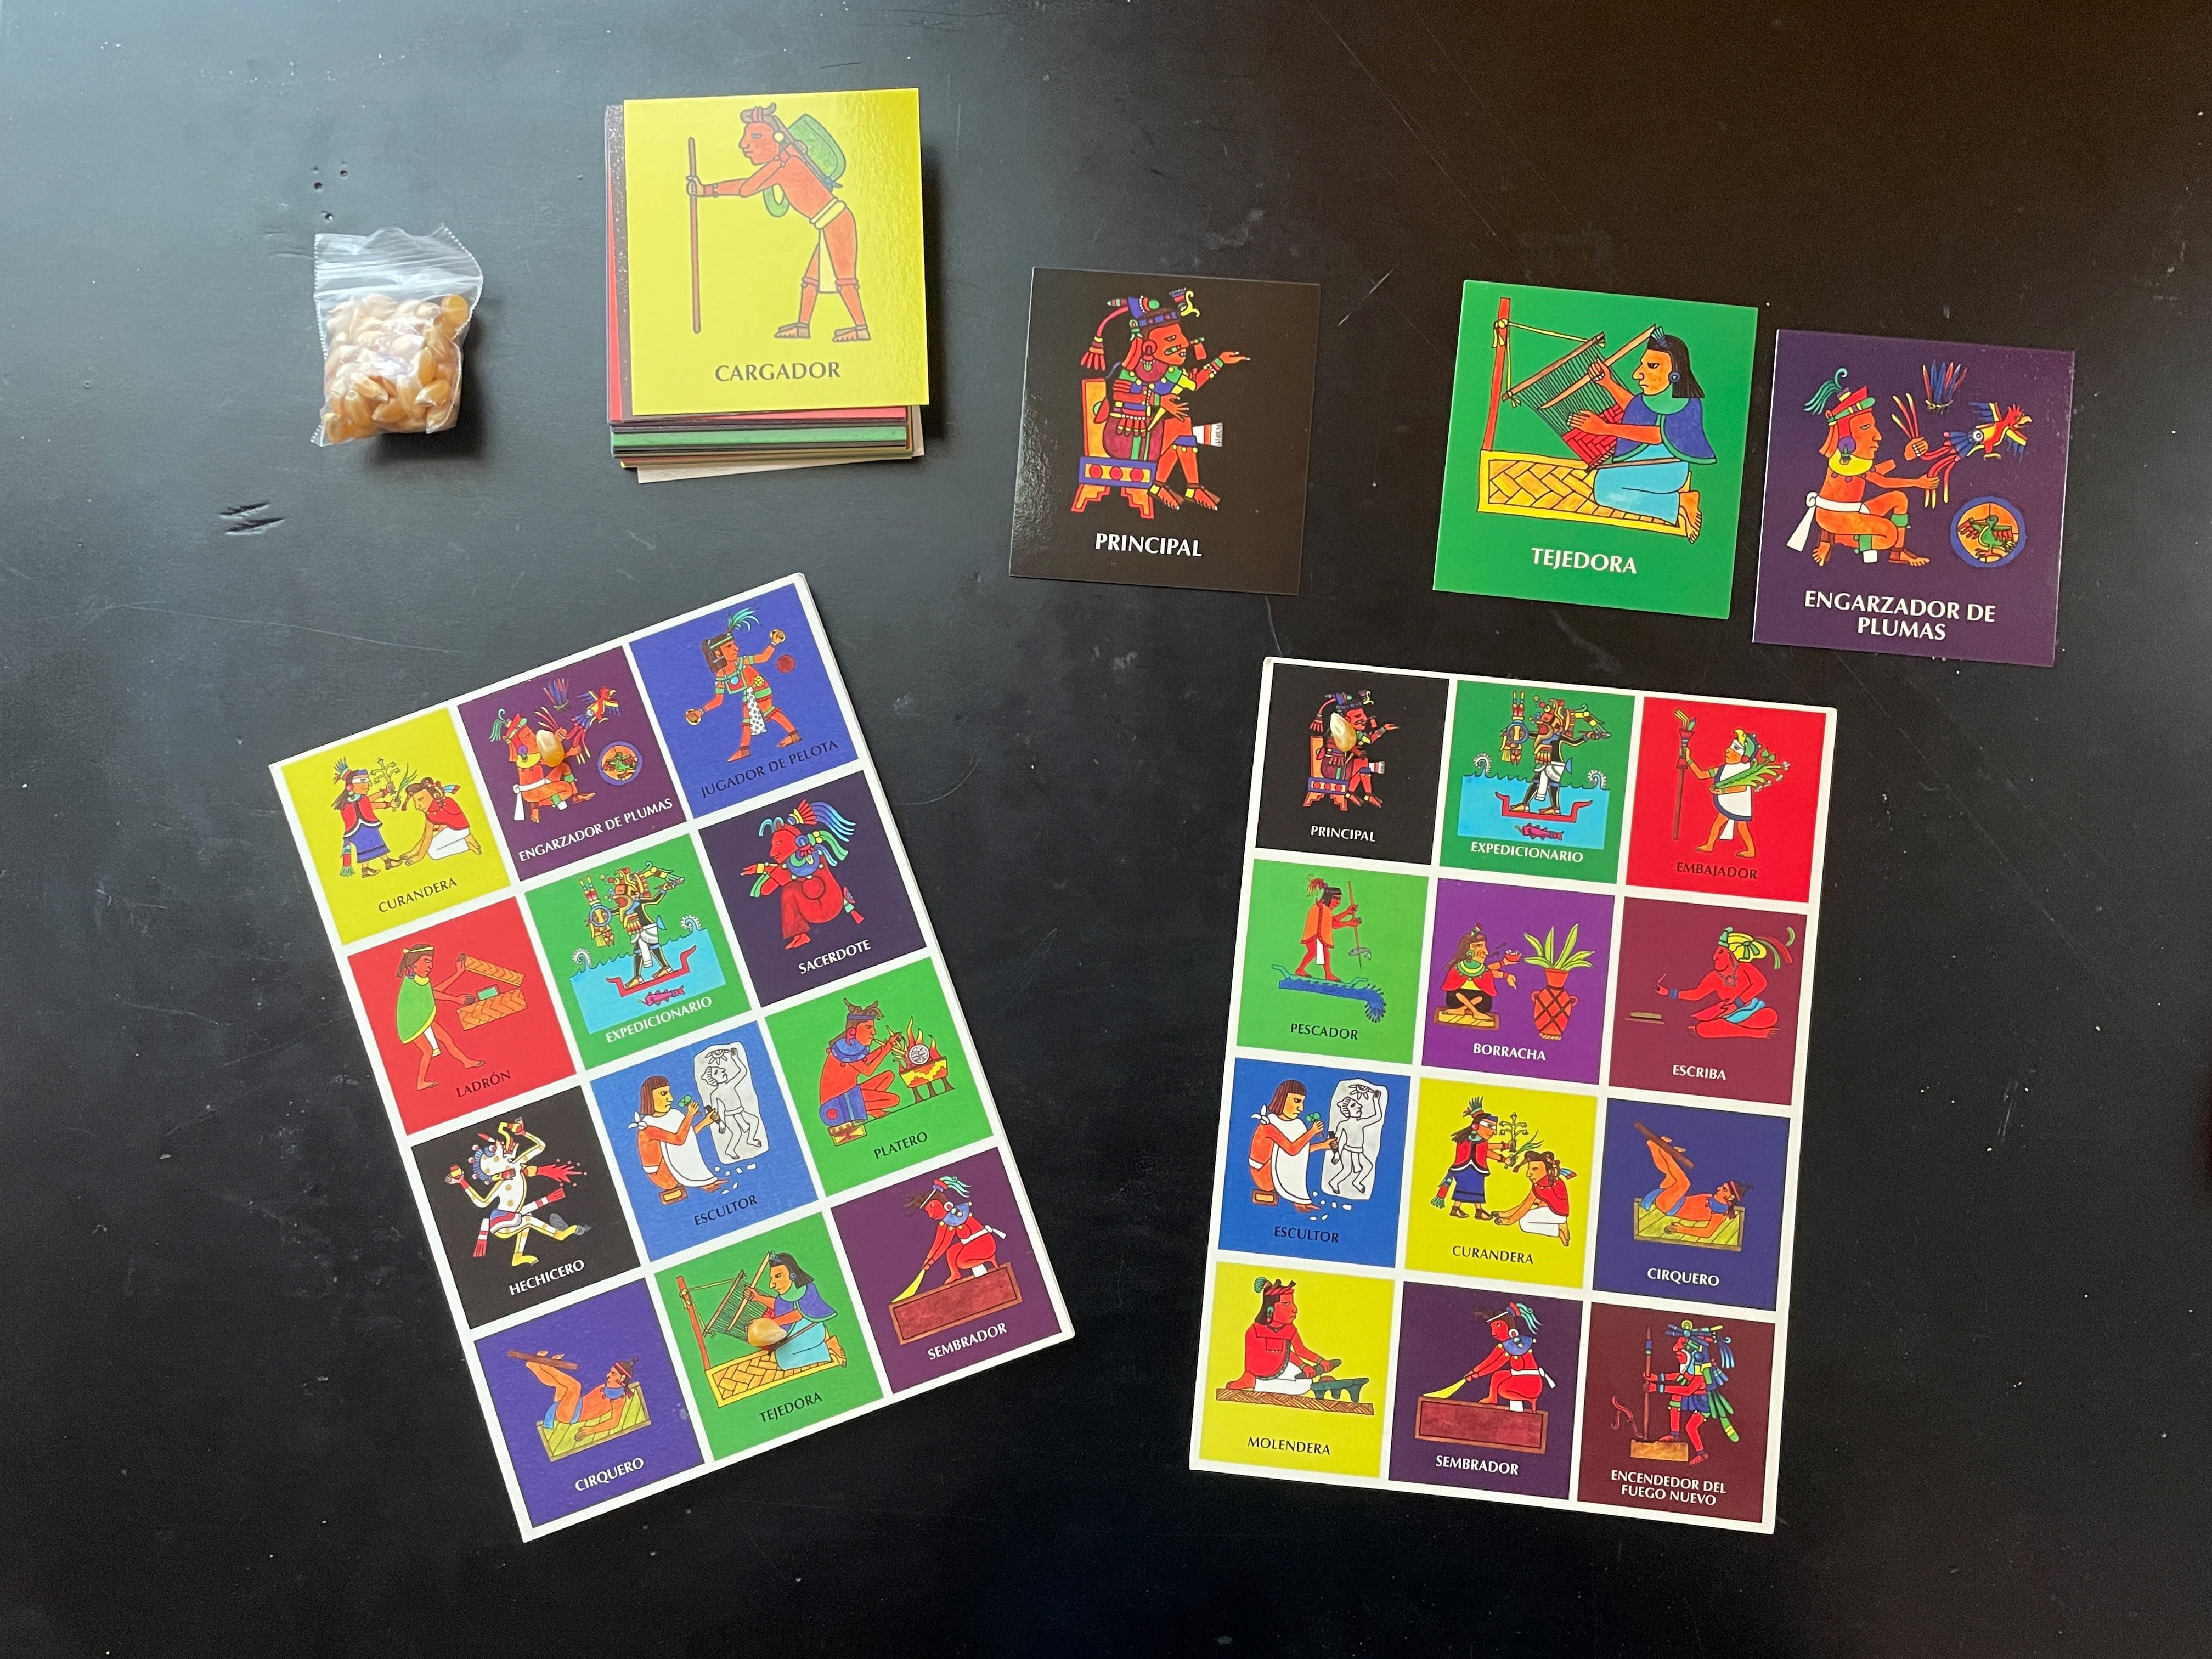 CARGADOR
PRINCIPAL
TEJEDORA
ENGARZADOR DE
PLUMAS
CURANDERA
ENGARZADOR DE PLUMAS
JUGADOR DE PELOTA
LADRÓN
EXPEDICIONARIO
SACERDOTE
HECHICERO
ESCULTOR
PLATERO
CIRQUERO
TEJEDORA
SEMBRADOR
PRINCIPAL
EXPEDICIONARIO
EMBAJADOR
PESCADOR
BORRACHA
ESCRIBA
ESCULTOR
CURANDERA
CIRQUERO
MOLENDERA
SEMBRADOR
ENCENDEDOR DEL
FUEGO NUEVO